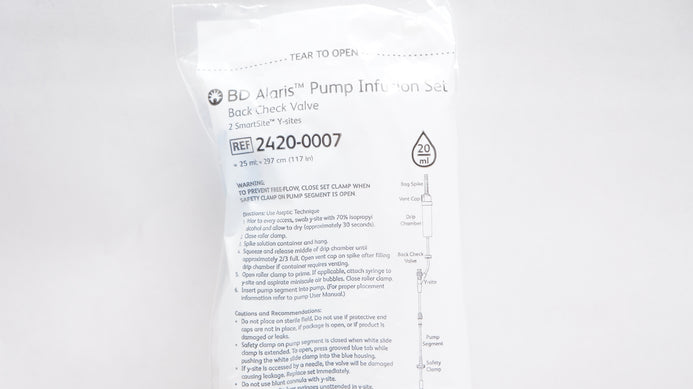 TEAR TO OPEN
BD Alaris™ Pump Infusion Set
Back Check Valve
2 SmartSite™ Y-sites
REF 2420-0007
≈ 25 mL ≈ 297 cm (117 in)
20
ml
WARNING:
TO PREVENT FREE-FLOW, CLOSE SET CLAMP WHEN
SAFETY CLAMP ON PUMP SEGMENT IS OPEN.
Directions: Use Aseptic Technique
1. Prior to every access, swab y-site with 70% isopropyl
alcohol and allow to dry (approximately 30 seconds).
2. Close roller clamp.
3. Spike solution container and hang.
4. Squeeze and release middle of drip chamber until
approximately 2/3 full. Open vent cap on spike after filling
drip chamber if container requires venting.
5. Open roller clamp to prime. If applicable, attach syringe to
y-site and aspirate miniscule air bubbles. Close roller clamp.
6. Insert pump segment into pump. (For proper placement
information refer to pump User Manual.)
Cautions and Recommendations:
• Do not place on sterile field. Do not use if protective end
caps are not in place, if package is open, or if product is
damaged or leaks.
• Safety clamp on pump segment is closed when white slide
clamp is extended. To open, press grooved blue tab while
pushing the white slide clamp into the blue housing.
• If y-site is accessed by a needle, the valve will be damaged
causing leakage. Replace set immediately.
• Do not use blunt cannula with y-site.
syringes unattended in y-site.
Bag Spike
Vent Cap
Drip
Chamber
Back Check
Valve
Y-site
Pump
Segment
Safety
Clamp